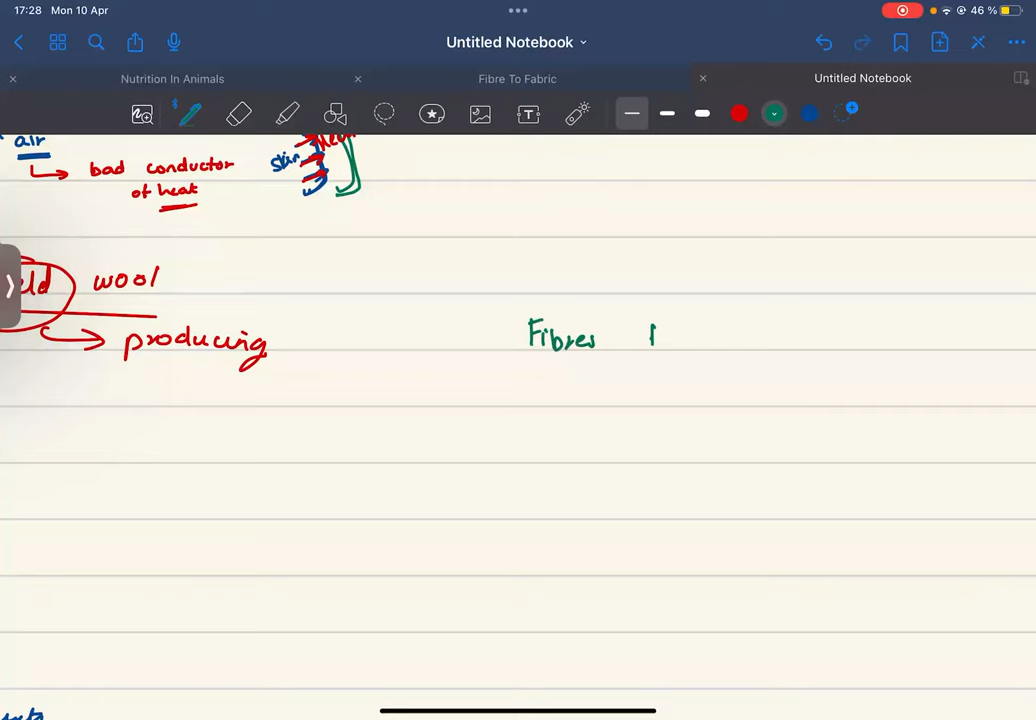 17:28 Mon 10 Apr
46 %
Untitled Notebook
Nutrition In Animals
Fibre To Fabric
Untitled Notebook
T
air
bad conductor
of heat
skin
wool
producing
Fibres